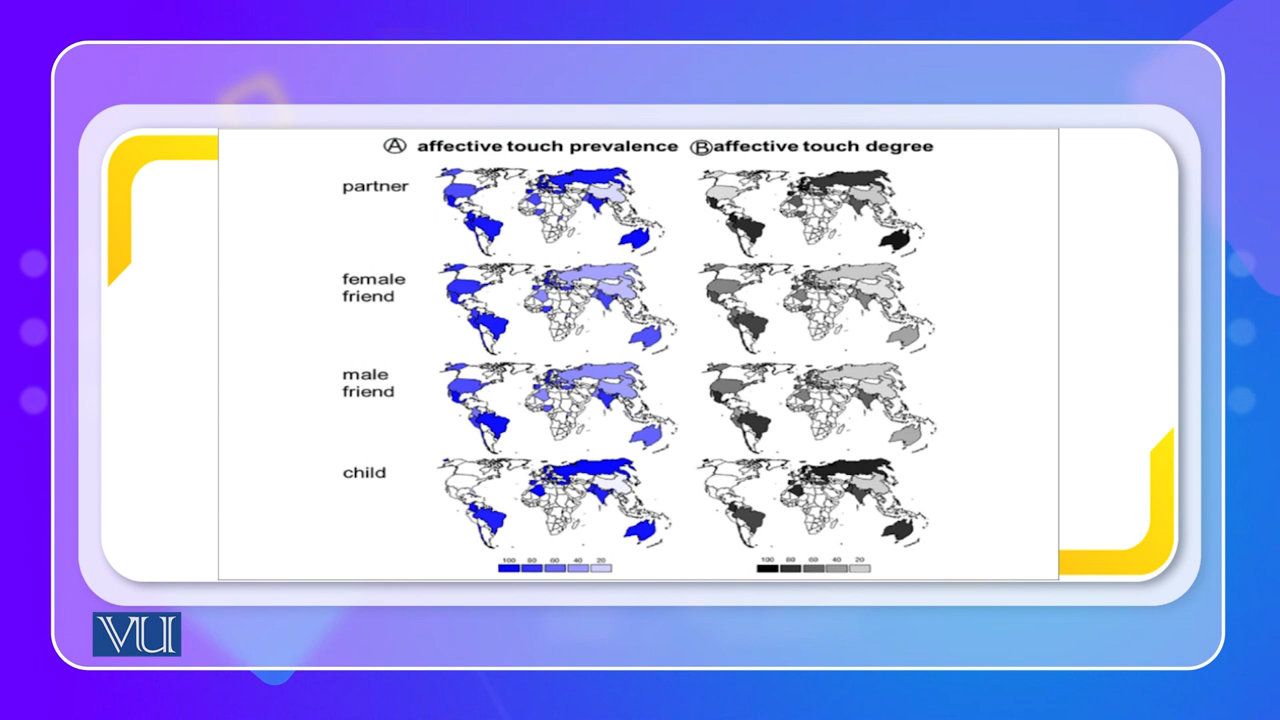 A affective touch prevalence
B affective touch degree
partner
female
friend
male
friend
child
100 80 60 40 20
100 80 60 40 20
VU